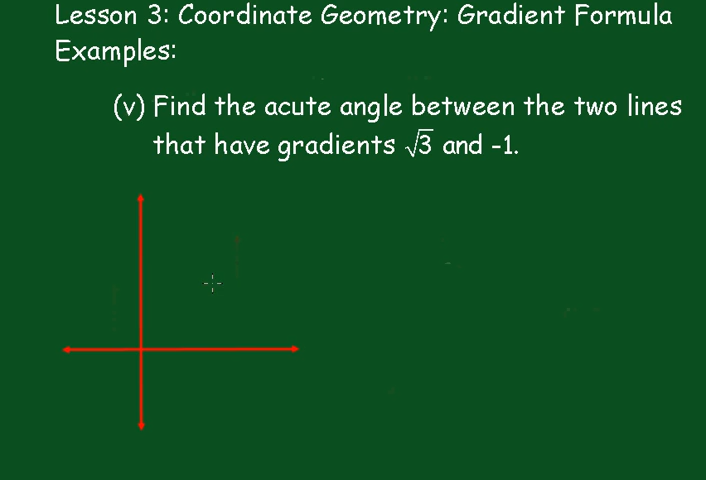 Lesson 3: Coordinate Geometry: Gradient Formula
Examples:
(v) Find the acute angle between the two lines
that have gradients √3 and -1.